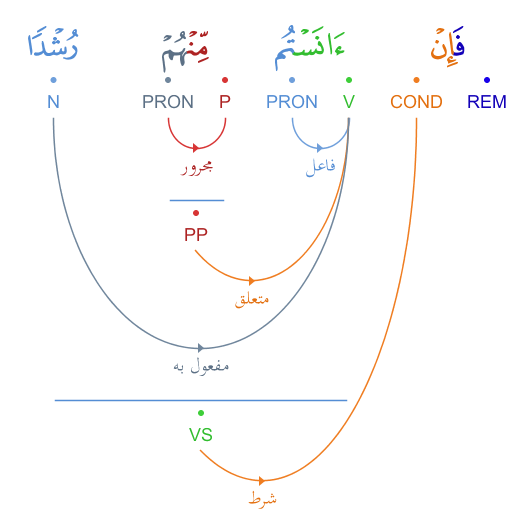 فَإِنْ ءَانَسْتُم مِّنْهُمْ رُشْدًا
REM COND V PRON P PRON N
فاعل مجرور
PP
متعلق
مفعول به
VS
شرط